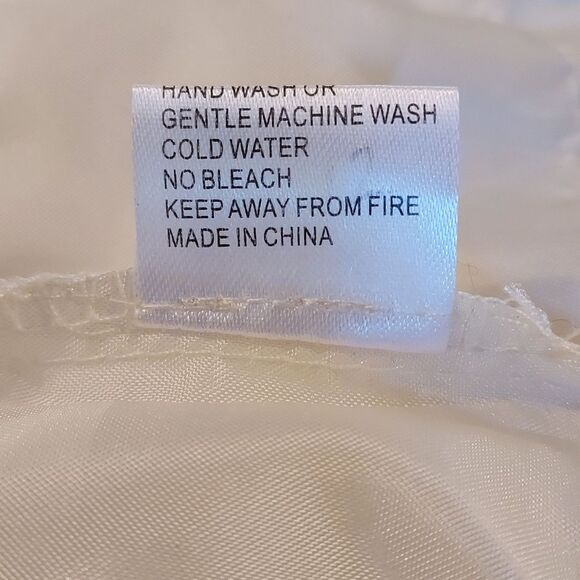 HAND WASH OR
GENTLE MACHINE WASH
COLD WATER
NO BLEACH
KEEP AWAY FROM FIRE
MADE IN CHINA